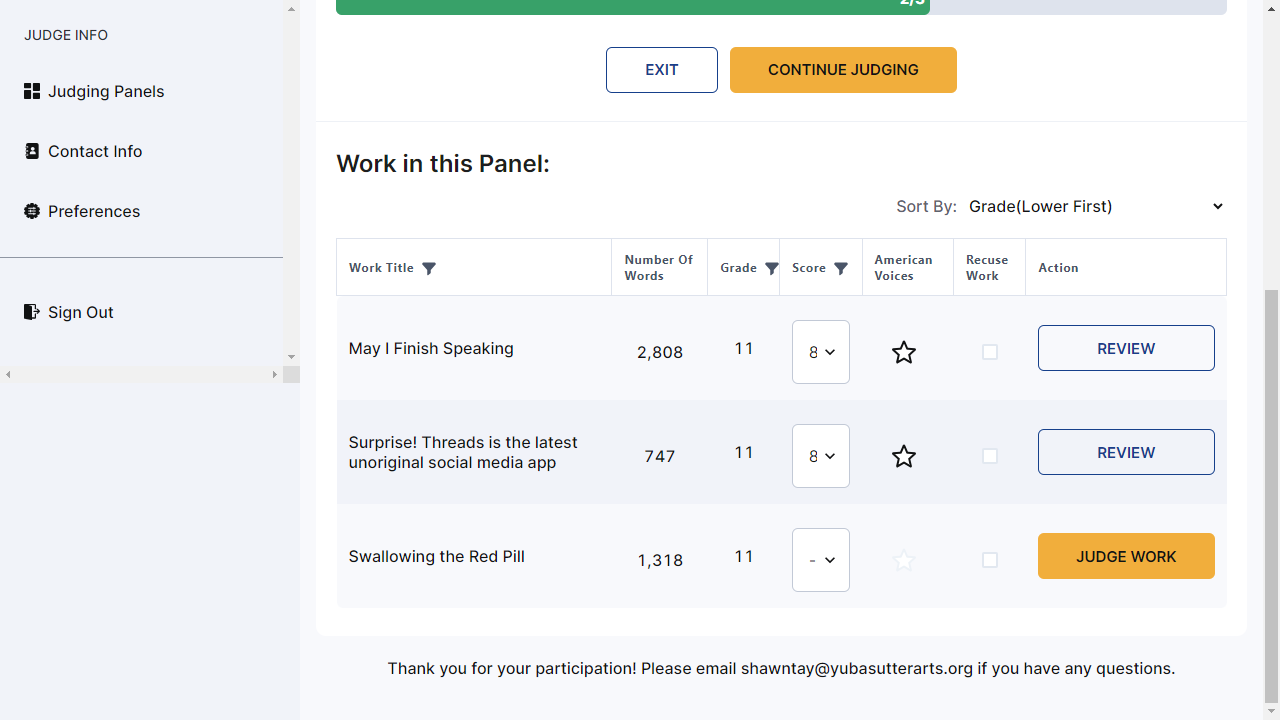 JUDGE INFO
Judging Panels
Contact Info
Preferences
Sign Out
2/3
EXIT
CONTINUE JUDGING
Work in this Panel:
Sort By: Grade(Lower First)
Work Title
Number Of
Words
Grade
Score
American
Voices
Recuse
Work
Action
May I Finish Speaking
2,808
11
8
REVIEW
Surprise! Threads is the latest
unoriginal social media app
747
11
8
REVIEW
Swallowing the Red Pill
1,318
11
-
JUDGE WORK
Thank you for your participation! Please email shawntay@yubasutterarts.org if you have any questions.